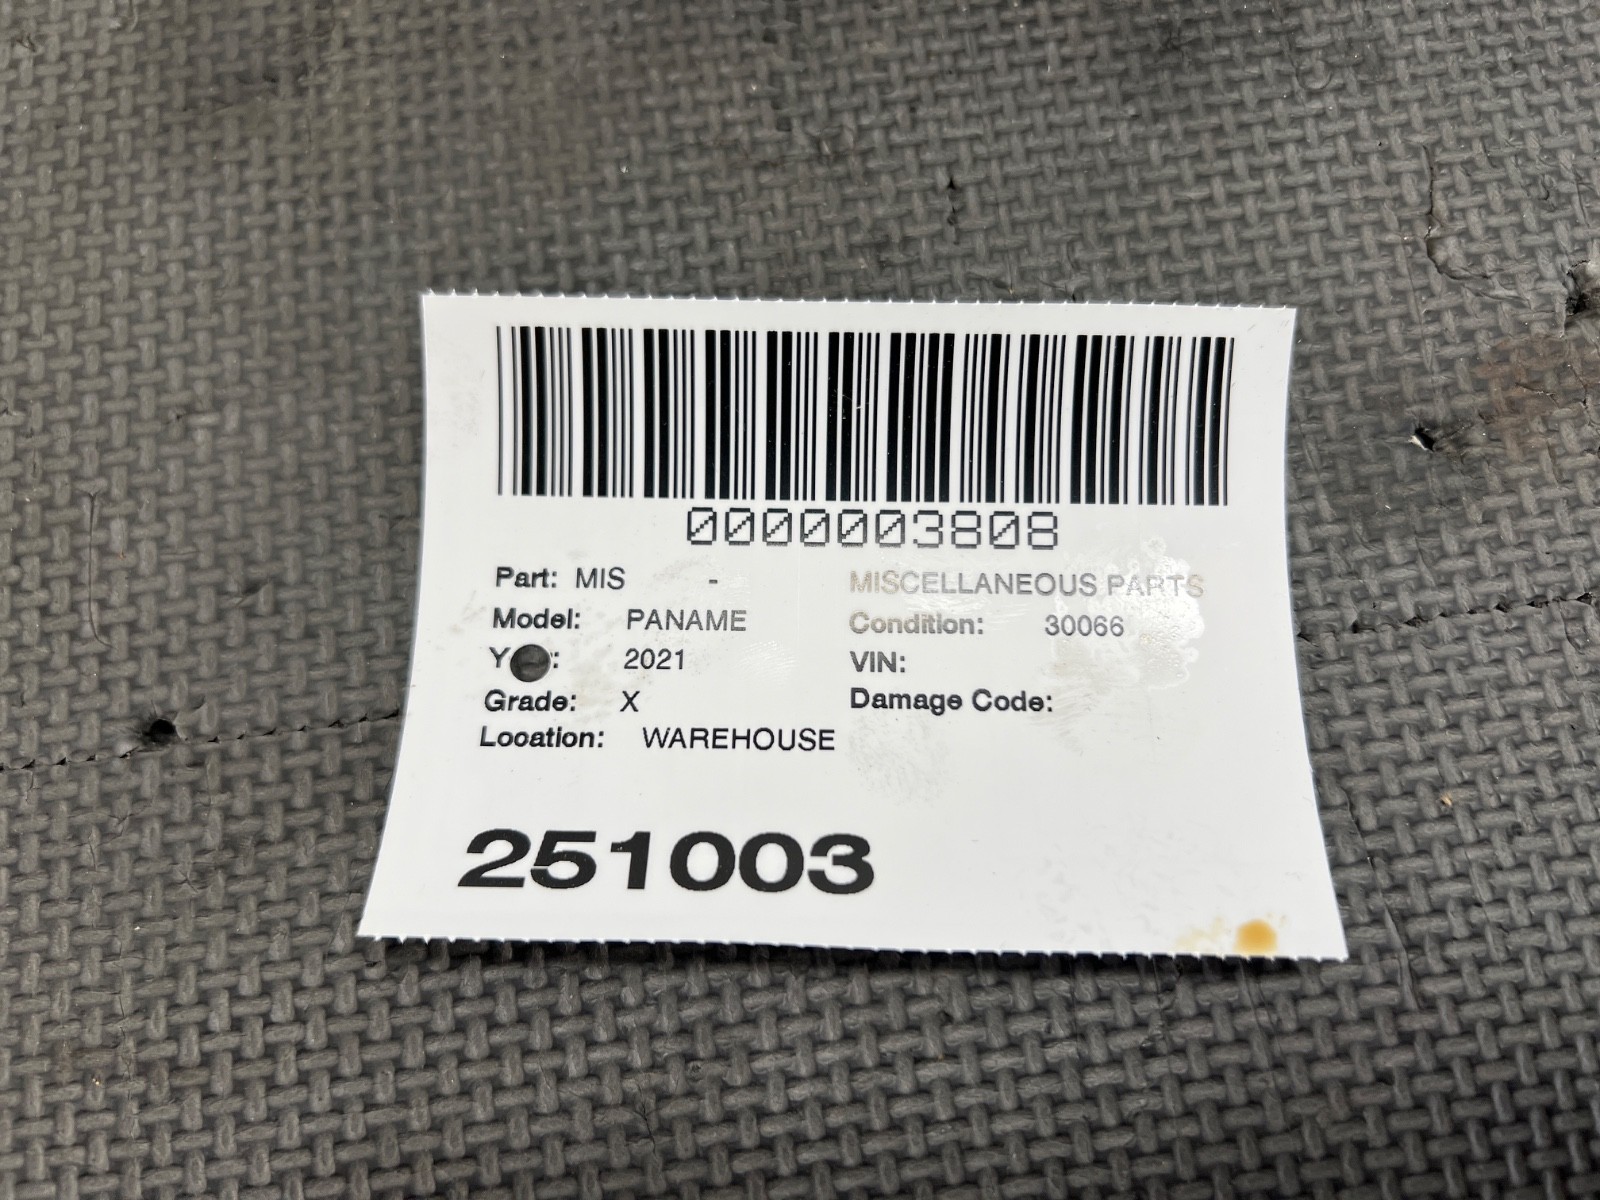 0000003808
Part: MIS - MISCELLANEOUS PARTS
Model: PANAME Condition: 30066
2021 VIN:
Grade: X Damage Code:
Location: WAREHOUSE
251003